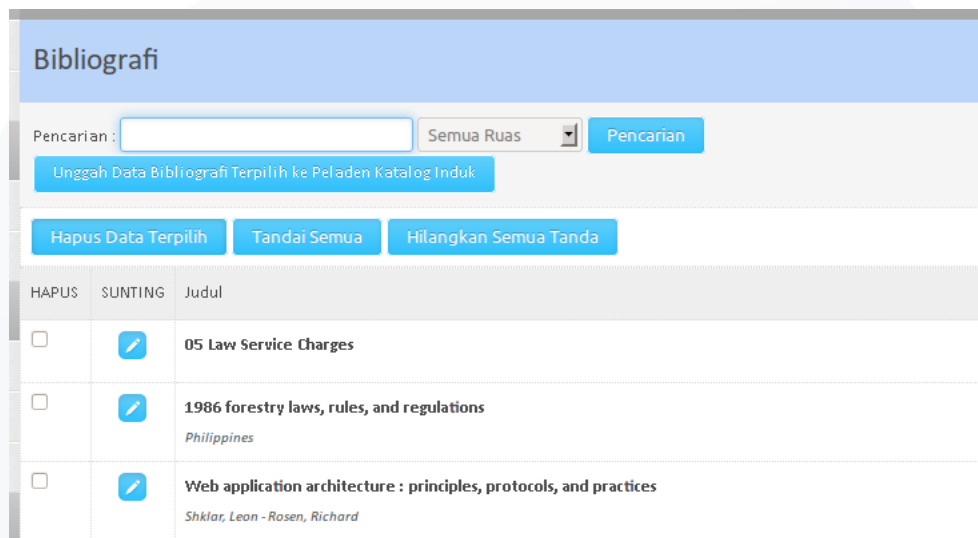 Bibliografi
Pencarian : Semua Ruas Pencarian
Unggah Data Bibliografi Terpilih ke Peladen Katalog Induk
Hapus Data Terpilih Tandai Semua Hilangkan Semua Tanda
HAPUS SUNTING Judul
05 Law Service Charges
1986 forestry laws, rules, and regulations
Philippines
Web application architecture : principles, protocols, and practices
Shklar, Leon - Rosen, Richard